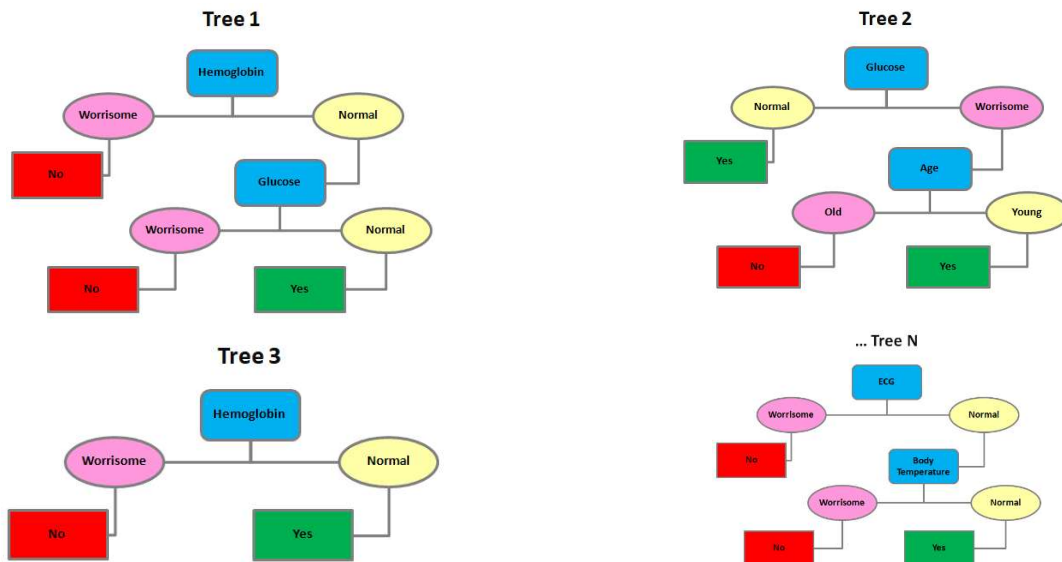 Tree 1
Hemoglobin
Worrisome
Normal
No
Glucose
Worrisome
Normal
No
Yes
Tree 2
Glucose
Normal
Worrisome
Yes
Age
Old
Young
No
Yes
Tree 3
Hemoglobin
Worrisome
Normal
No
Yes
... Tree N
ECG
Worrisome
Normal
No
Body
Temperature
Worrisome
Normal
No
Yes